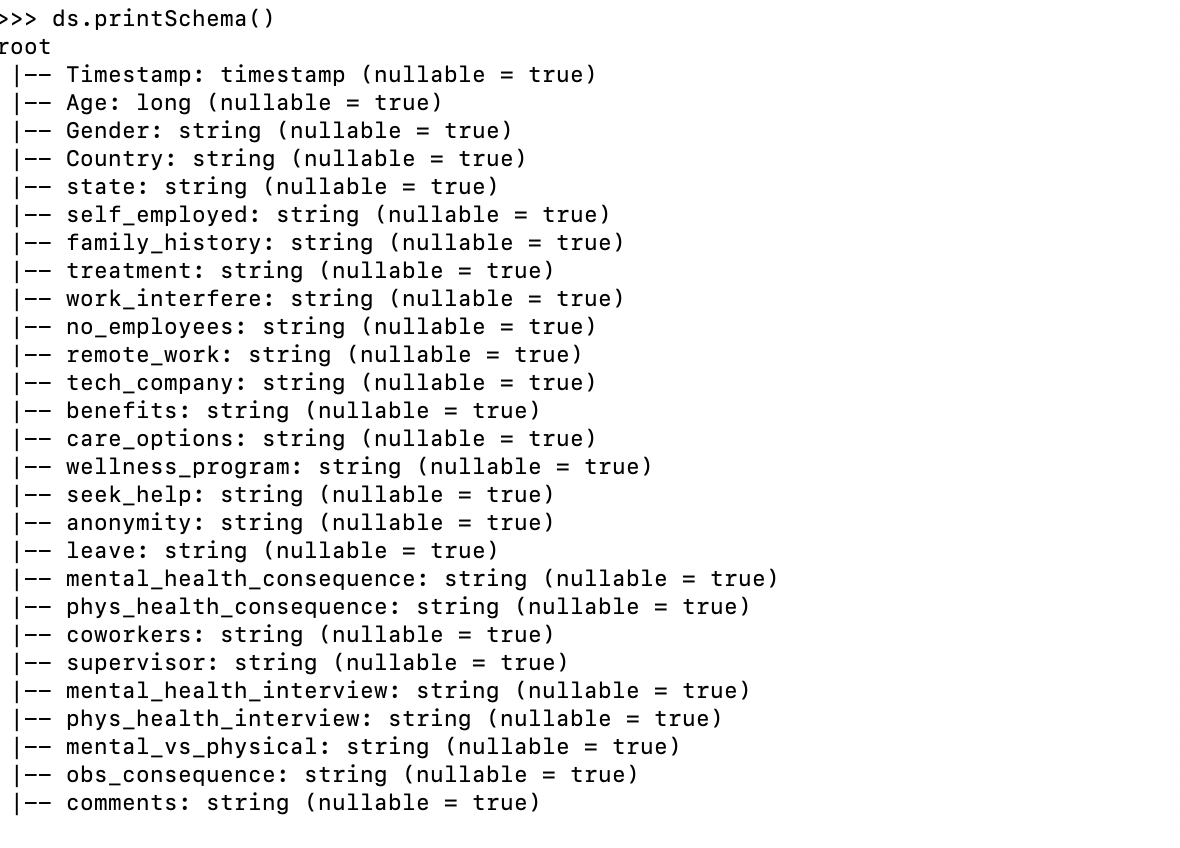 >>> ds.printSchema()
root
 |-- Timestamp: timestamp (nullable = true)
 |-- Age: long (nullable = true)
 |-- Gender: string (nullable = true)
 |-- Country: string (nullable = true)
 |-- state: string (nullable = true)
 |-- self_employed: string (nullable = true)
 |-- family_history: string (nullable = true)
 |-- treatment: string (nullable = true)
 |-- work_interfere: string (nullable = true)
 |-- no_employees: string (nullable = true)
 |-- remote_work: string (nullable = true)
 |-- tech_company: string (nullable = true)
 |-- benefits: string (nullable = true)
 |-- care_options: string (nullable = true)
 |-- wellness_program: string (nullable = true)
 |-- seek_help: string (nullable = true)
 |-- anonymity: string (nullable = true)
 |-- leave: string (nullable = true)
 |-- mental_health_consequence: string (nullable = true)
 |-- phys_health_consequence: string (nullable = true)
 |-- coworkers: string (nullable = true)
 |-- supervisor: string (nullable = true)
 |-- mental_health_interview: string (nullable = true)
 |-- phys_health_interview: string (nullable = true)
 |-- mental_vs_physical: string (nullable = true)
 |-- obs_consequence: string (nullable = true)
 |-- comments: string (nullable = true)